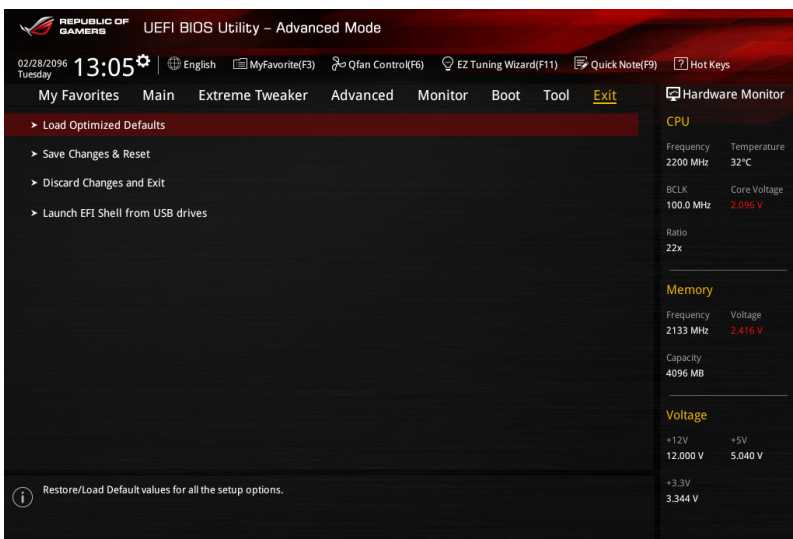 REPUBLIC OF
GAMERS
UEFI BIOS Utility – Advanced Mode
02/28/2096
Tuesday
13:05
English
MyFavorite(F3)
Qfan Control(F6)
EZ Tuning Wizard(F11)
Quick Note(F9)
? Hot Keys
My Favorites Main Extreme Tweaker Advanced Monitor Boot Tool Exit
> Load Optimized Defaults
> Save Changes & Reset
> Discard Changes and Exit
> Launch EFI Shell from USB drives
Hardware Monitor
CPU
Frequency Temperature
2200 MHz 32°C
BCLK Core Voltage
100.0 MHz 2.096 V
Ratio
22x
Memory
Frequency Voltage
2133 MHz 2.416 V
Capacity
4096 MB
Voltage
+12V +5V
12.000 V 5.040 V
+3.3V
3.344 V
i
Restore/Load Default values for all the setup options.